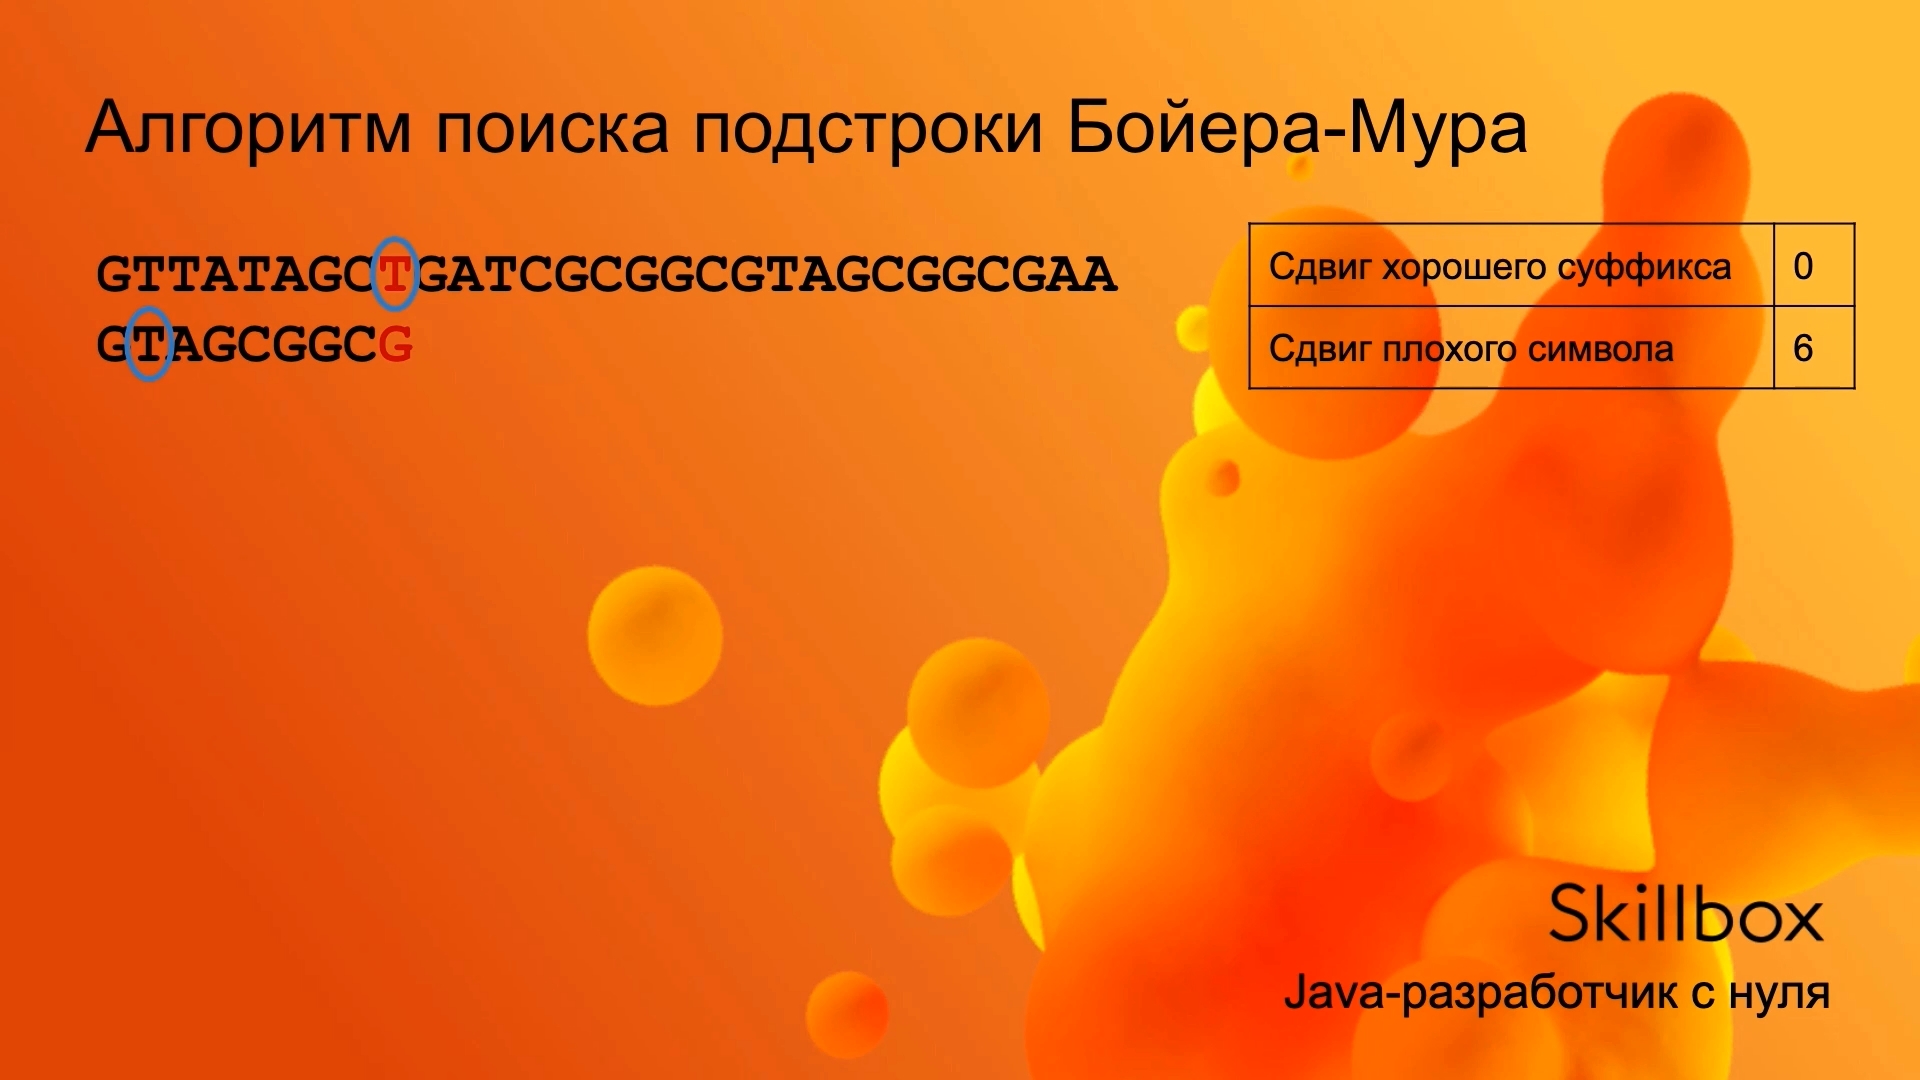 Алгоритм поиска подстроки Бойера-Мура
GTTATAGCTGATCGCGGCGTAGCGGCGAA
GTAGCGGCG
Сдвиг хорошего суффикса 0
Сдвиг плохого символа 6
Skillbox
Java-разработчик с нуля